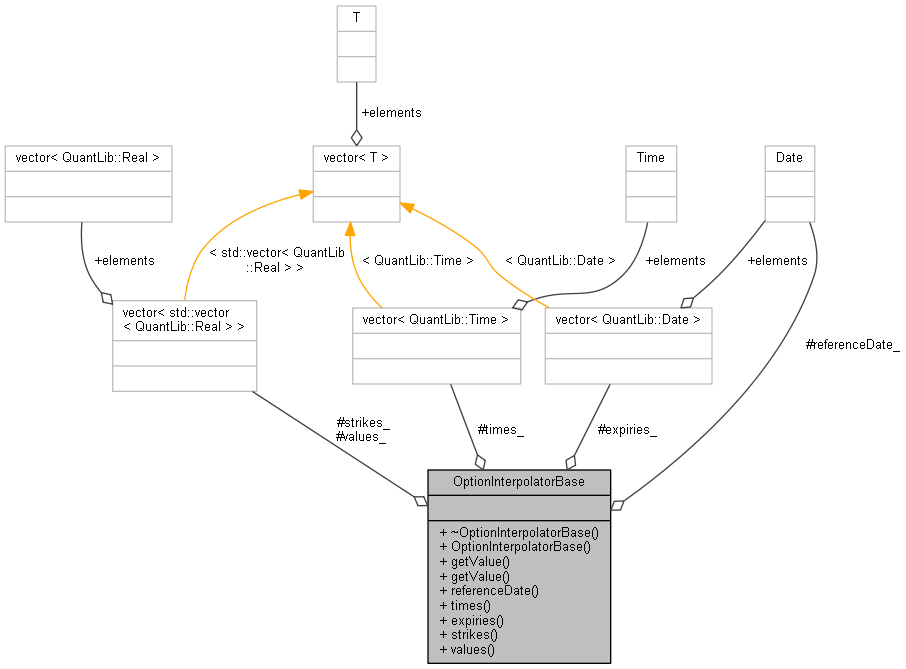 T
+elements
vector< QuantLib::Real >
vector< T >
Time
Date
+elements
< std::vector< QuantLib
::Real > >
< QuantLib::Time >
< QuantLib::Date >
+elements
+elements
vector< std::vector
< QuantLib::Real > >
vector< QuantLib::Time >
vector< QuantLib::Date >
#referenceDate_
#strikes_
#values_
#times_
#expiries_
OptionInterpolatorBase
+ ~OptionInterpolatorBase()
+ OptionInterpolatorBase()
+ getValue()
+ getValue()
+ referenceDate()
+ times()
+ expiries()
+ strikes()
+ values()